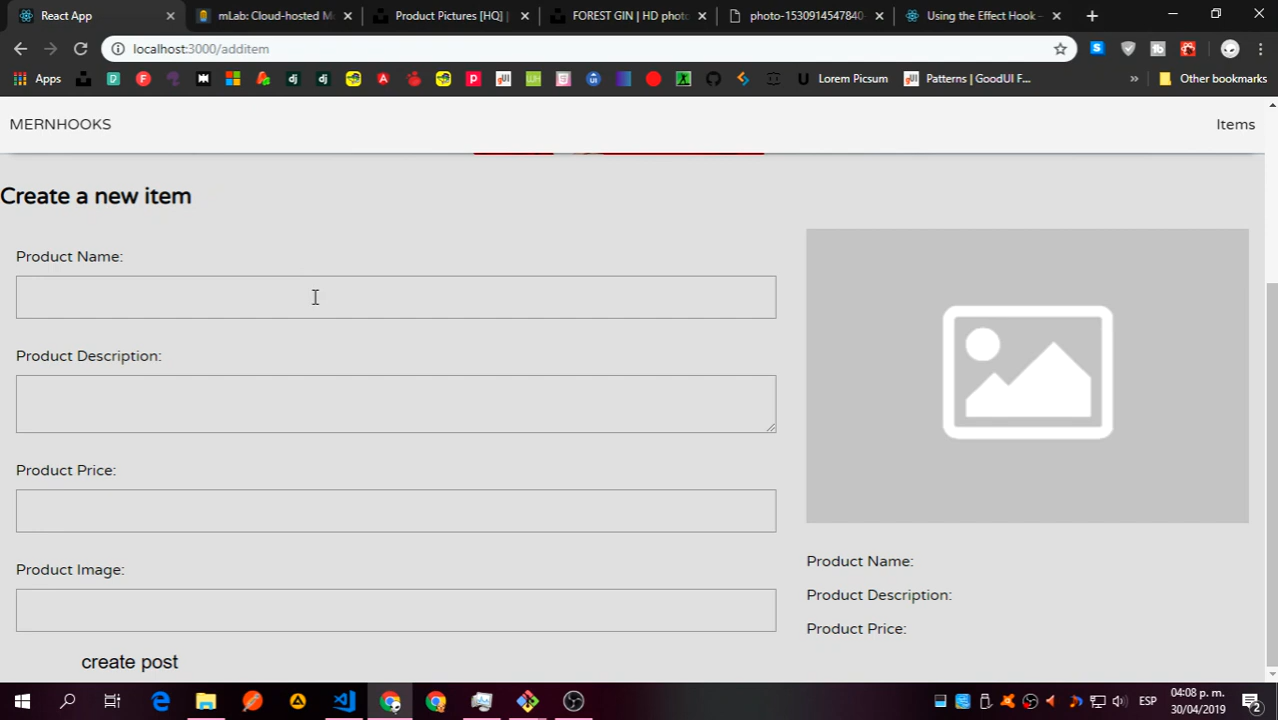 React App
mLab: Cloud-hosted M
Product Pictures [HQ] |
FOREST GIN | HD phot
photo-1530914547840-
Using the Effect Hook –
localhost:3000/additem
Apps
Lorem Picsum
Patterns | GoodUI F...
Other bookmarks
MERNHOOKS
Items
Create a new item
Product Name:
Product Description:
Product Price:
Product Image:
create post
Product Name:
Product Description:
Product Price:
ESP
04:08 p. m.
30/04/2019
2